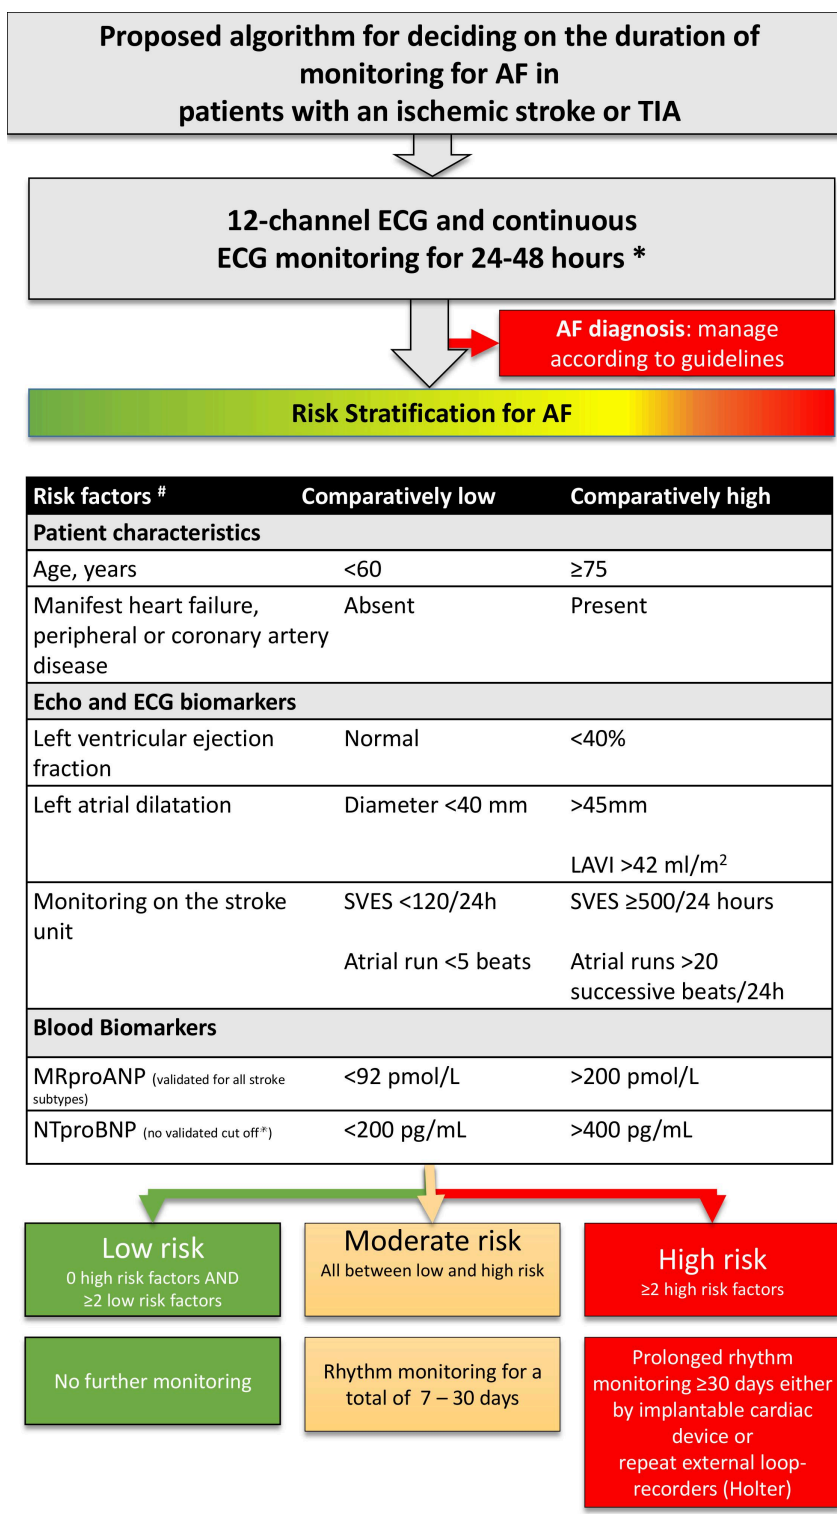 Proposed algorithm for deciding on the duration of
monitoring for AF in
patients with an ischemic stroke or TIA
12-channel ECG and continuous
ECG monitoring for 24-48 hours *
AF diagnosis: manage
according to guidelines
Risk Stratification for AF
Risk factors # Comparatively low Comparatively high
Patient characteristics
Age, years <60 ≥75
Manifest heart failure, Absent Present
peripheral or coronary artery
disease
Echo and ECG biomarkers
Left ventricular ejection Normal <40%
fraction
Left atrial dilatation Diameter <40 mm >45mm
LAVI >42 ml/m²
Monitoring on the stroke SVES <120/24h SVES ≥500/24 hours
unit
Atrial run <5 beats Atrial runs >20
successive beats/24h
Blood Biomarkers
MRproANP (validated for all stroke <92 pmol/L >200 pmol/L
subtypes)
NTproBNP (no validated cut off*) <200 pg/mL >400 pg/mL
Low risk
0 high risk factors AND
≥2 low risk factors
Moderate risk
All between low and high risk
High risk
≥2 high risk factors
No further monitoring
Rhythm monitoring for a
total of 7 – 30 days
Prolonged rhythm
monitoring ≥30 days either
by implantable cardiac
device or
repeat external loop-
recorders (Holter)